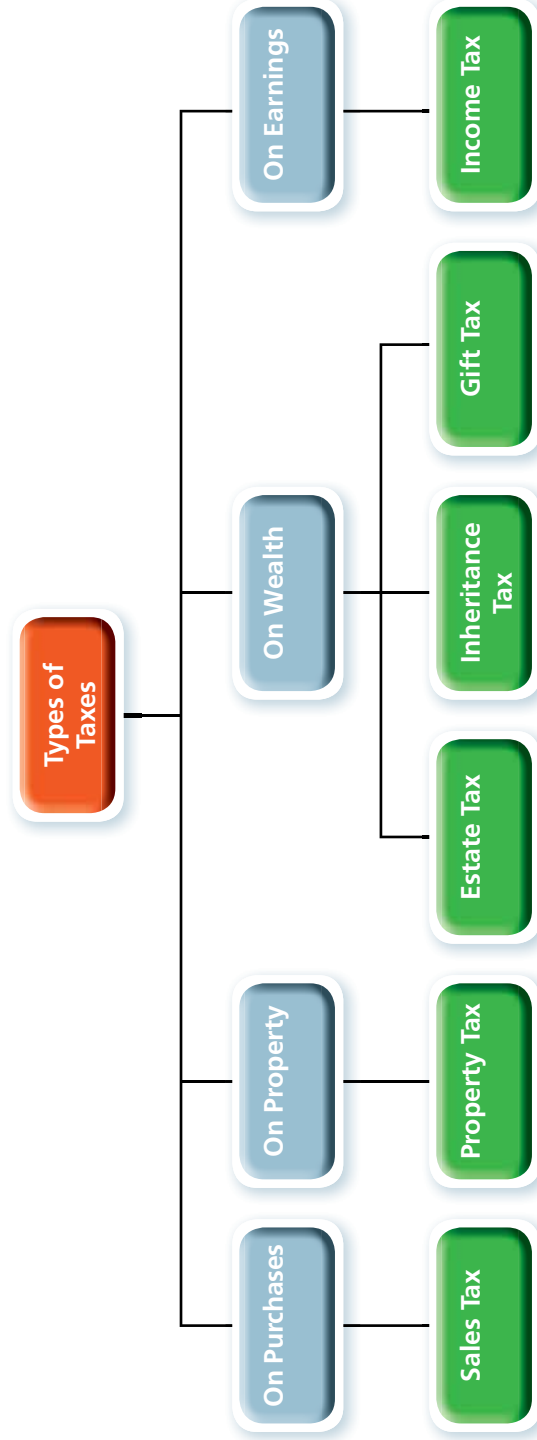 Types of
Taxes
On Purchases
On Property
On Wealth
On Earnings
Sales Tax
Property Tax
Estate Tax
Inheritance
Tax
Gift Tax
Income Tax